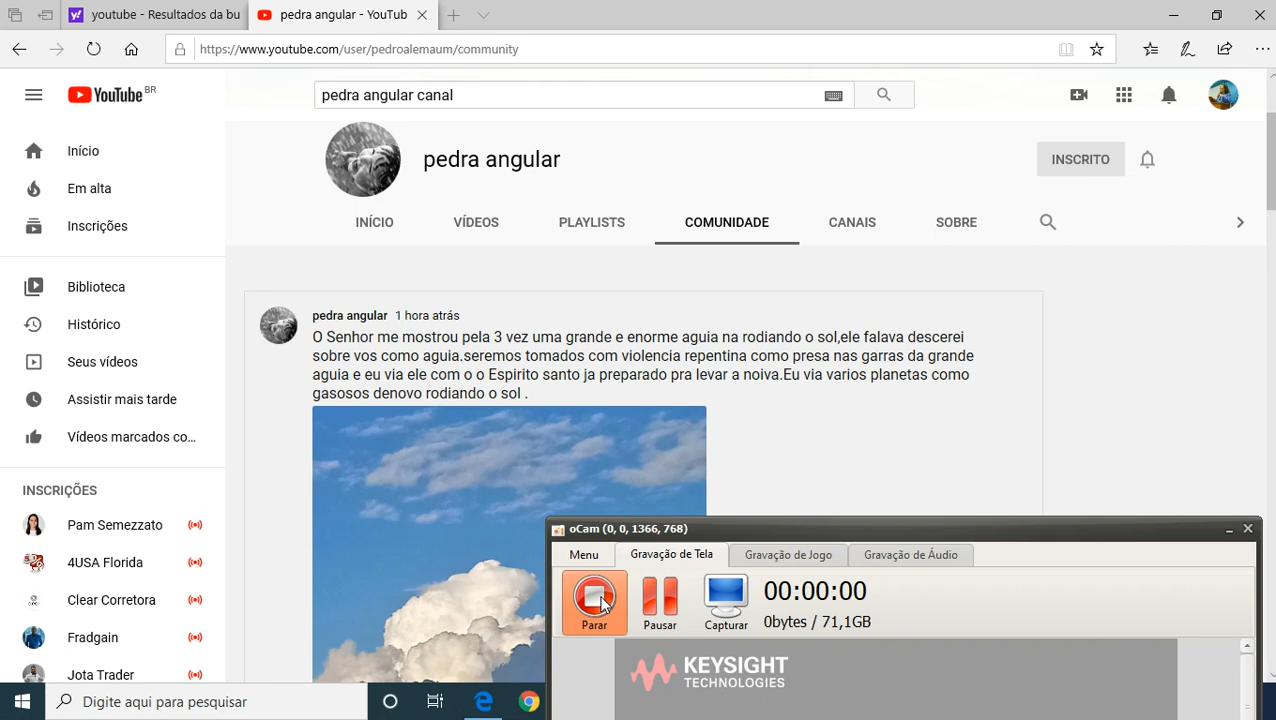 youtube - Resultados da bu
pedra angular - YouTub
https://www.youtube.com/user/pedroalemaum/community
YouTube BR
pedra angular canal
Início
Em alta
Inscrições
Biblioteca
Histórico
Seus vídeos
Assistir mais tarde
Vídeos marcados co...
INSCRIÇÕES
Pam Semezzato
4USA Florida
Clear Corretora
Fradgain
Jota Trader
pedra angular
INSCRITO
INÍCIO VÍDEOS PLAYLISTS COMUNIDADE CANAIS SOBRE
pedra angular 1 hora atrás
O Senhor me mostrou pela 3 vez uma grande e enorme aguia na rodiando o sol,ele falava descerei
sobre vos como aguia.seremos tomados com violencia repentina como presa nas garras da grande
aguia e eu via ele com o o Espirito santo ja preparado pra levar a noiva.Eu via varios planetas como
gasosos denovo rodiando o sol .
oCam (0, 0, 1366, 768)
Menu Gravação de Tela Gravação de Jogo Gravação de Áudio
Parar Pausar Capturar
00:00:00
0bytes / 71,1GB
KEYSIGHT
TECHNOLOGIES
Digite aqui para pesquisar